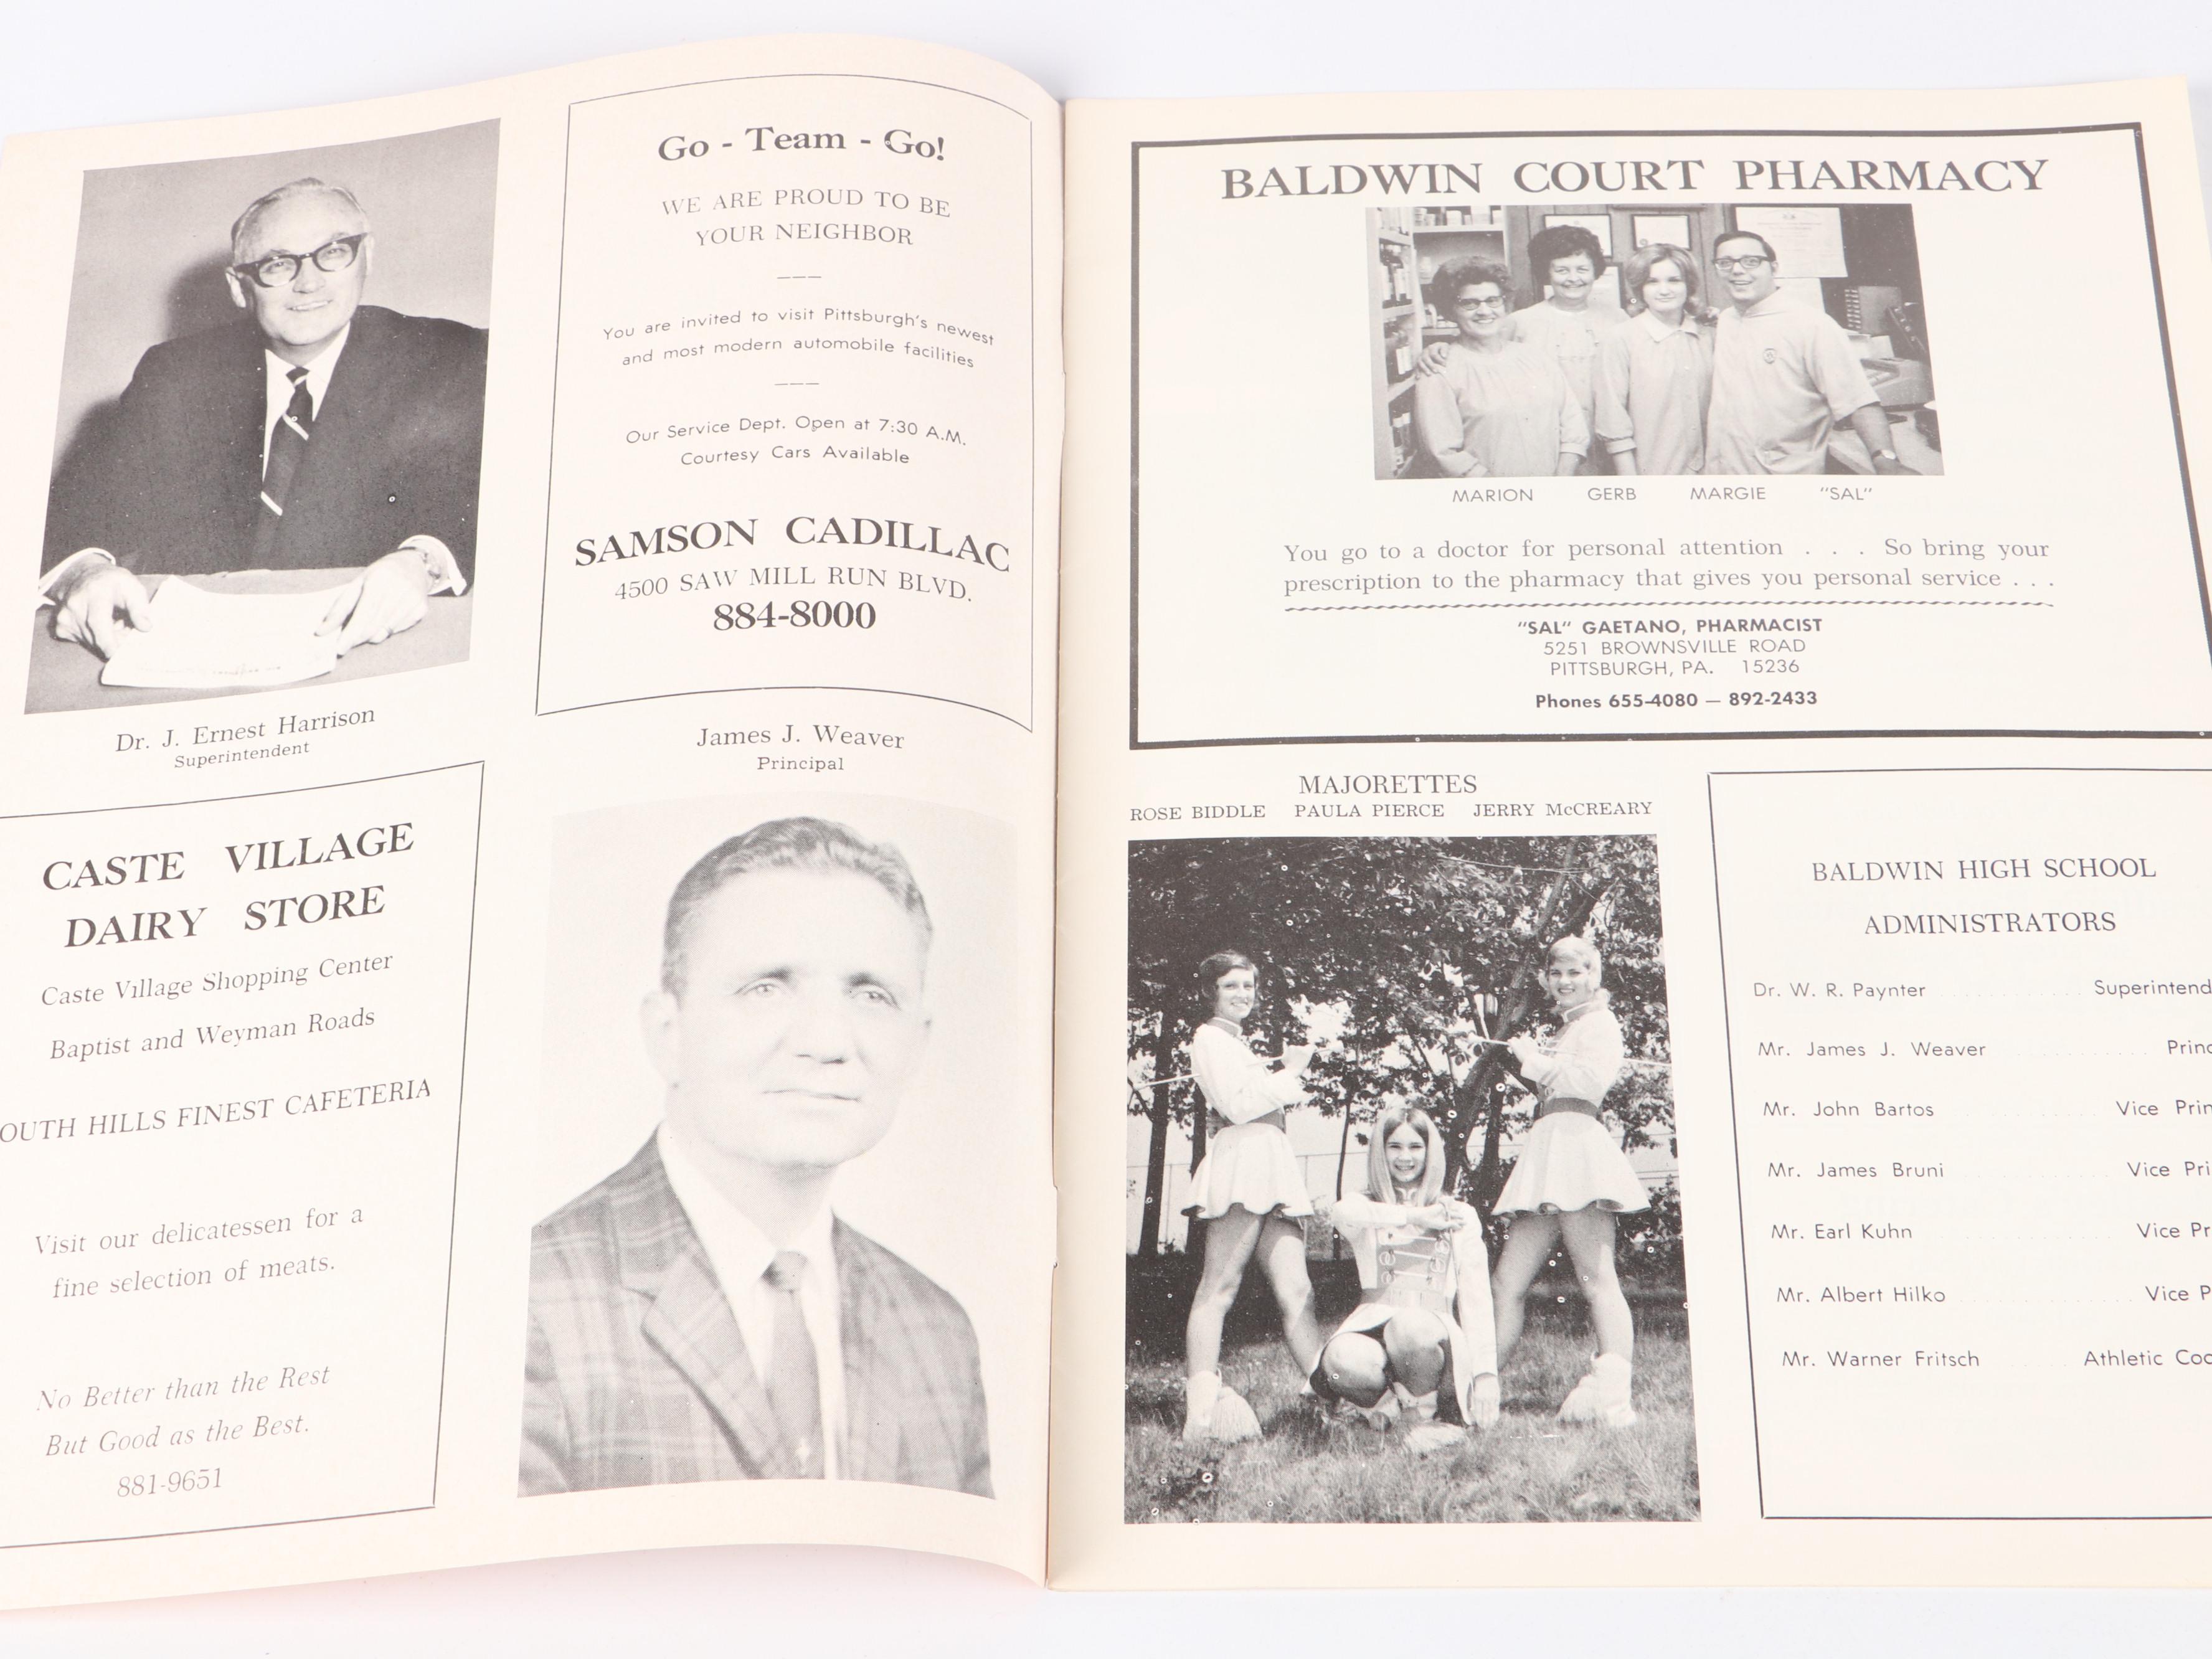 Go - Team - Go!
WE ARE PROUD TO BE
YOUR NEIGHBOR
You are invited to visit Pittsburgh's newest
and most modern automobile facilities
Our Service Dept. Open at 7:30 A.M.
Courtesy Cars Available
SAMSON CADILLAC
4500 SAW MILL RUN BLVD.
884-8000
Dr. J. Ernest Harrison
Superintendent
James J. Weaver
Principal
CASTE VILLAGE
DAIRY STORE
Caste Village Shopping Center
Baptist and Weyman Roads
OUTH HILLS FINEST CAFETERIA
Visit our delicatessen for a
fine selection of meats.
No Better than the Rest
But Good as the Best.
881-9651
BALDWIN COURT PHARMACY
MARION GERB MARGIE "SAL"
You go to a doctor for personal attention . . . So bring your
prescription to the pharmacy that gives you personal service . . .
"SAL" GAETANO, PHARMACIST
5251 BROWNSVILLE ROAD
PITTSBURGH, PA. 15236
Phones 655-4080 — 892-2433
MAJORETTES
ROSE BIDDLE PAULA PIERCE JERRY McCREARY
BALDWIN HIGH SCHOOL
ADMINISTRATORS
Dr. W. R. Paynter Superintend
Mr. James J. Weaver Princ
Mr. John Bartos Vice Prin
Mr. James Bruni Vice Pri
Mr. Earl Kuhn Vice Pr
Mr. Albert Hilko Vice P
Mr. Warner Fritsch Athletic Coo